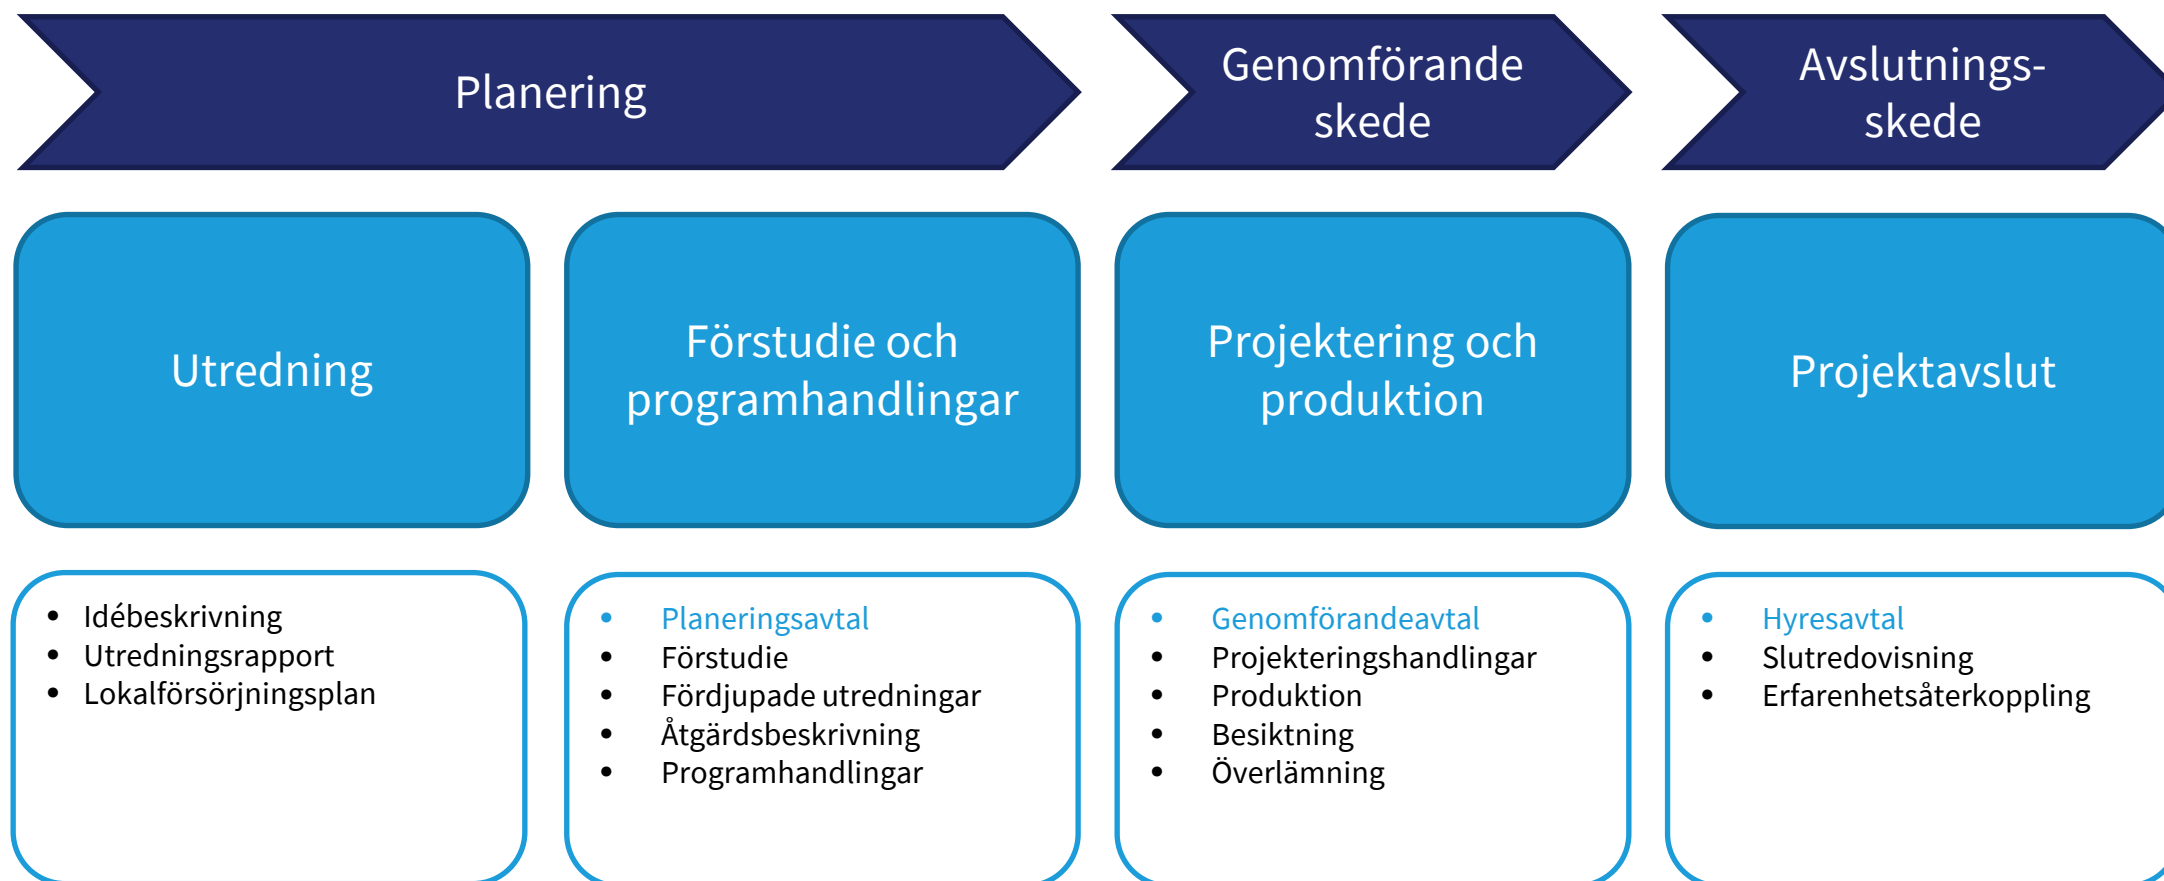 Planering
Genomförande
skede
Avslutnings-
skede
Utredning
Förstudie och
programhandlingar
Projektering och
produktion
Projektavslut
• Idébeskrivning
• Utredningsrapport
• Lokalförsörjningsplan
• Planeringsavtal
• Förstudie
• Fördjupade utredningar
• Åtgärdsbeskrivning
• Programhandlingar
• Genomförandeavtal
• Projekteringshandlingar
• Produktion
• Besiktning
• Överlämning
• Hyresavtal
• Slutredovisning
• Erfarenhetsåterkoppling